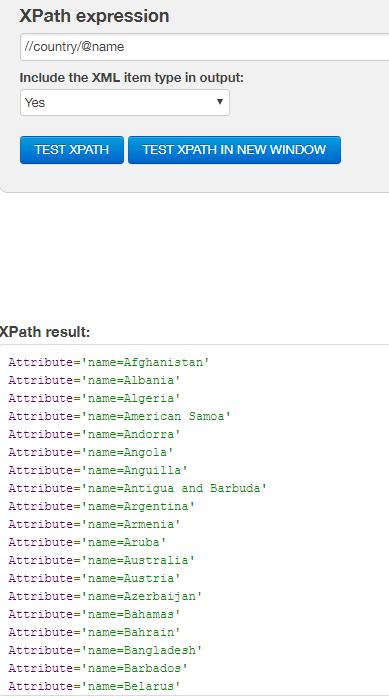 XPath expression
//country/@name
Include the XML item type in output:
Yes
TEST XPATH TEST XPATH IN NEW WINDOW
XPath result:
Attribute='name=Afghanistan'
Attribute='name=Albania'
Attribute='name=Algeria'
Attribute='name=American Samoa'
Attribute='name=Andorra'
Attribute='name=Angola'
Attribute='name=Anguilla'
Attribute='name=Antigua and Barbuda'
Attribute='name=Argentina'
Attribute='name=Armenia'
Attribute='name=Aruba'
Attribute='name=Australia'
Attribute='name=Austria'
Attribute='name=Azerbaijan'
Attribute='name=Bahamas'
Attribute='name=Bahrain'
Attribute='name=Bangladesh'
Attribute='name=Barbados'
Attribute='name=Belarus'